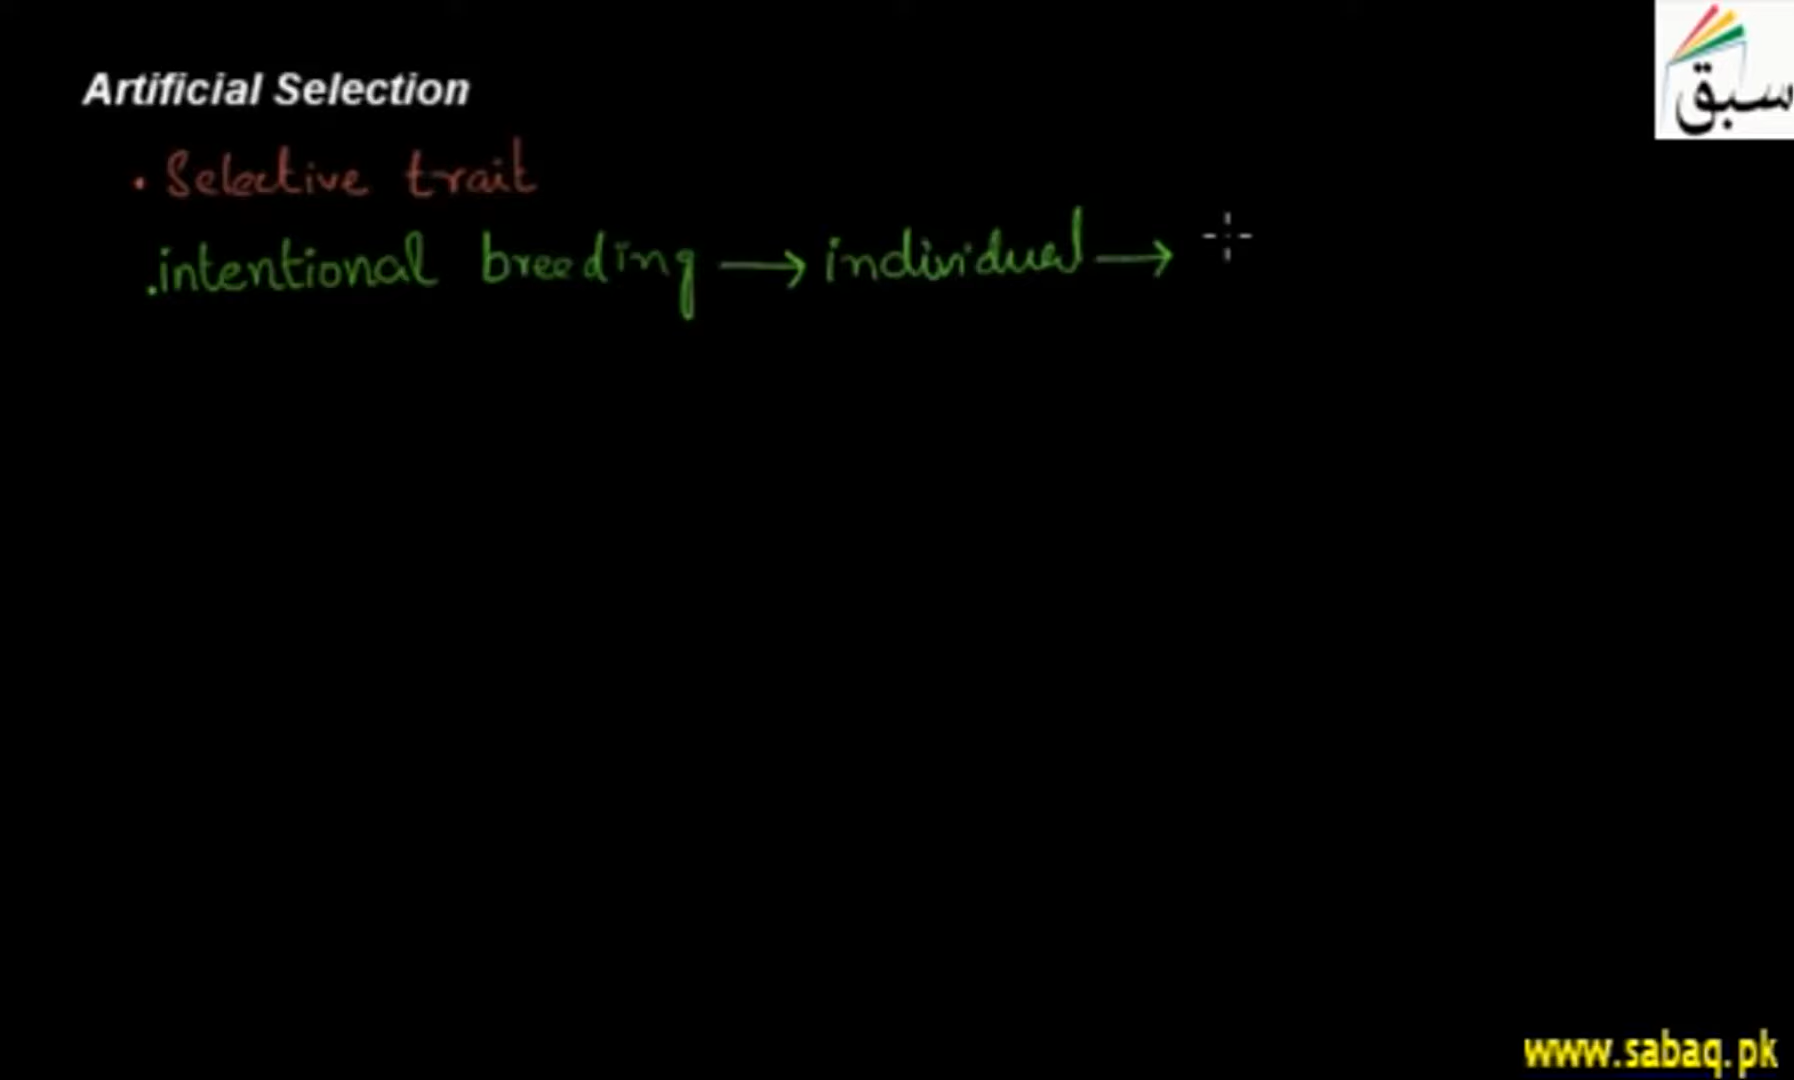 Artificial Selection
سبق
• Selective trait
.intentional breeding → individual →
www.sabaq.pk